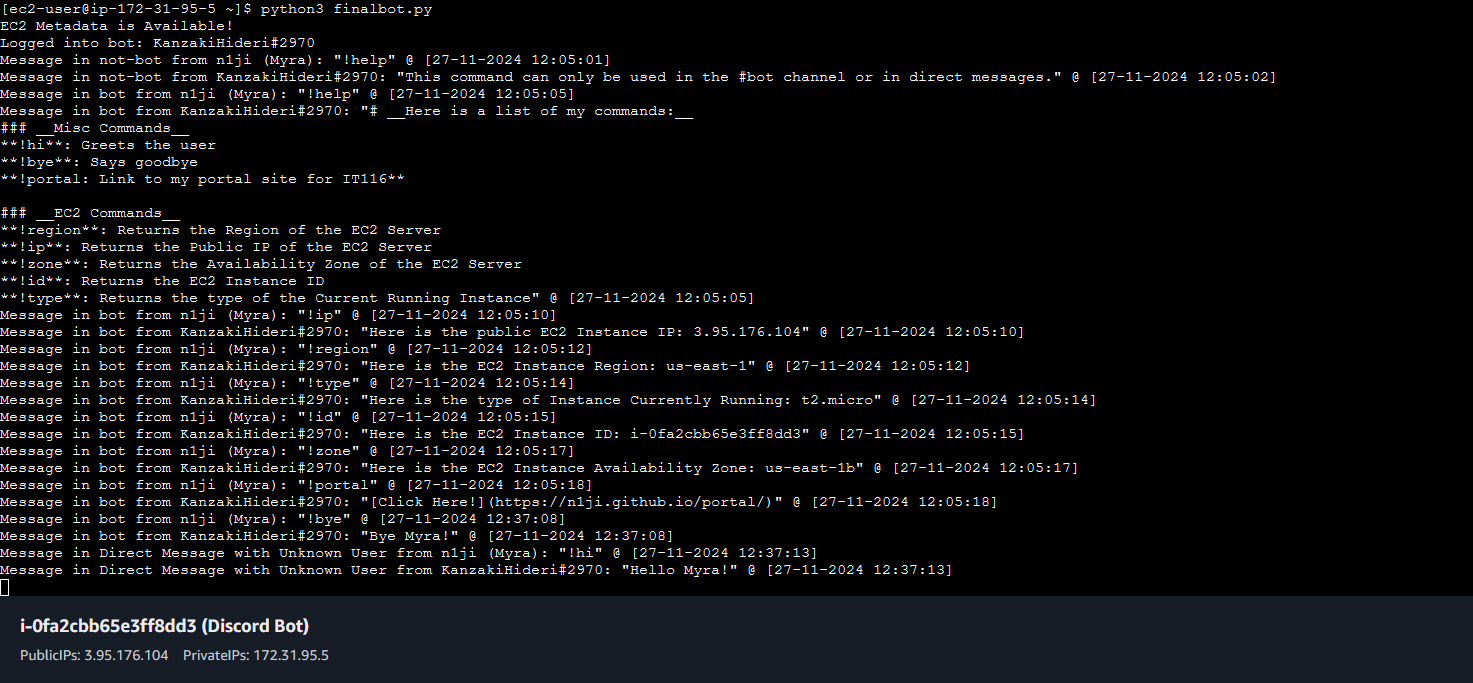 [ec2-user@ip-172-31-95-5 ~]$ python3 finalbot.py
EC2 Metadata is Available!
Logged into bot: KanzakiHideri#2970
Message in not-bot from n1ji (Myra): "!help" @ [27-11-2024 12:05:01]
Message in not-bot from KanzakiHideri#2970: "This command can only be used in the #bot channel or in direct messages." @ [27-11-2024 12:05:02]
Message in bot from n1ji (Myra): "!help" @ [27-11-2024 12:05:05]
Message in bot from KanzakiHideri#2970: "# __Here is a list of my commands:__
### __Misc Commands__
**!hi**: Greets the user
**!bye**: Says goodbye
**!portal: Link to my portal site for IT116**

### __EC2 Commands__
**!region**: Returns the Region of the EC2 Server
**!ip**: Returns the Public IP of the EC2 Server
**!zone**: Returns the Availability Zone of the EC2 Server
**!id**: Returns the EC2 Instance ID
**!type**: Returns the type of the Current Running Instance" @ [27-11-2024 12:05:05]
Message in bot from n1ji (Myra): "!ip" @ [27-11-2024 12:05:10]
Message in bot from KanzakiHideri#2970: "Here is the public EC2 Instance IP: 3.95.176.104" @ [27-11-2024 12:05:10]
Message in bot from n1ji (Myra): "!region" @ [27-11-2024 12:05:12]
Message in bot from KanzakiHideri#2970: "Here is the EC2 Instance Region: us-east-1" @ [27-11-2024 12:05:12]
Message in bot from n1ji (Myra): "!type" @ [27-11-2024 12:05:14]
Message in bot from KanzakiHideri#2970: "Here is the type of Instance Currently Running: t2.micro" @ [27-11-2024 12:05:14]
Message in bot from n1ji (Myra): "!id" @ [27-11-2024 12:05:15]
Message in bot from KanzakiHideri#2970: "Here is the EC2 Instance ID: i-0fa2cbb65e3ff8dd3" @ [27-11-2024 12:05:15]
Message in bot from n1ji (Myra): "!zone" @ [27-11-2024 12:05:17]
Message in bot from KanzakiHideri#2970: "Here is the EC2 Instance Availability Zone: us-east-1b" @ [27-11-2024 12:05:17]
Message in bot from n1ji (Myra): "!portal" @ [27-11-2024 12:05:18]
Message in bot from KanzakiHideri#2970: "[Click Here!](https://n1ji.github.io/portal/)" @ [27-11-2024 12:05:18]
Message in bot from n1ji (Myra): "!bye" @ [27-11-2024 12:37:08]
Message in bot from KanzakiHideri#2970: "Bye Myra!" @ [27-11-2024 12:37:08]
Message in Direct Message with Unknown User from n1ji (Myra): "!hi" @ [27-11-2024 12:37:13]
Message in Direct Message with Unknown User from KanzakiHideri#2970: "Hello Myra!" @ [27-11-2024 12:37:13]
i-0fa2cbb65e3ff8dd3 (Discord Bot)
PublicIPs: 3.95.176.104 PrivateIPs: 172.31.95.5